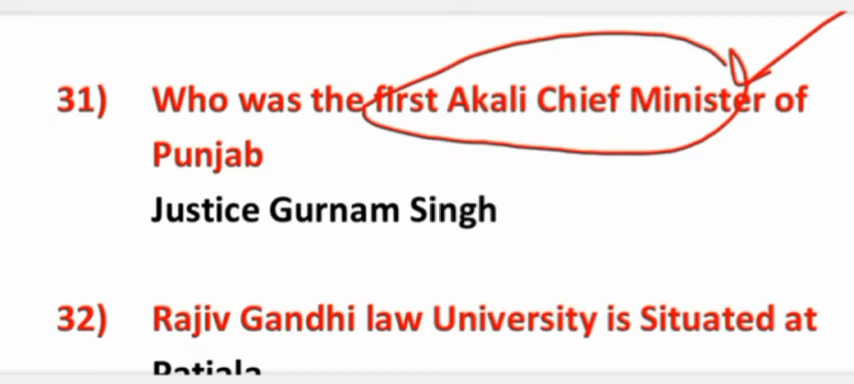 31) Who was the first Akali Chief Minister of
Punjab
Justice Gurnam Singh
32) Rajiv Gandhi law University is Situated at
Patiala